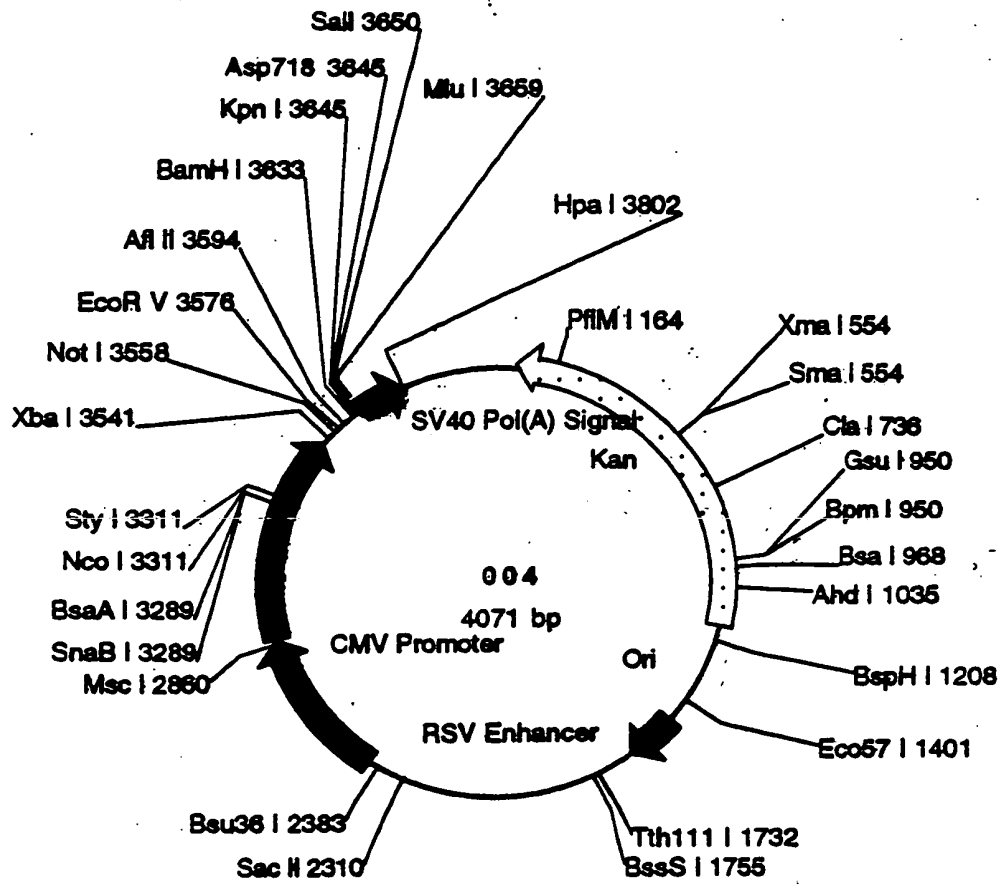 Sall 3650
Asp718 3645
Mlu I 3659
Kpn I 3645
BamH I 3633
Hpa I 3802
Afl II 3594
EcoR V 3576
PflM I 164
Xma I 554
Not I 3558
Sma I 554
Xba I 3541
SV40 Pol(A) Signal
Cla I 736
Kan
Gsu I 950
Sty I 3311
Bpm I 950
Nco I 3311
Bsa I 968
004
BsaA I 3289
4071 bp
Ahd I 1035
SnaB I 3289
CMV Promoter
Ori
Msc I 2860
BspH I 1208
RSV Enhancer
Eco57 I 1401
Bsu36 I 2383
Tth111 I 1732
Sac II 2310
BssS I 1755